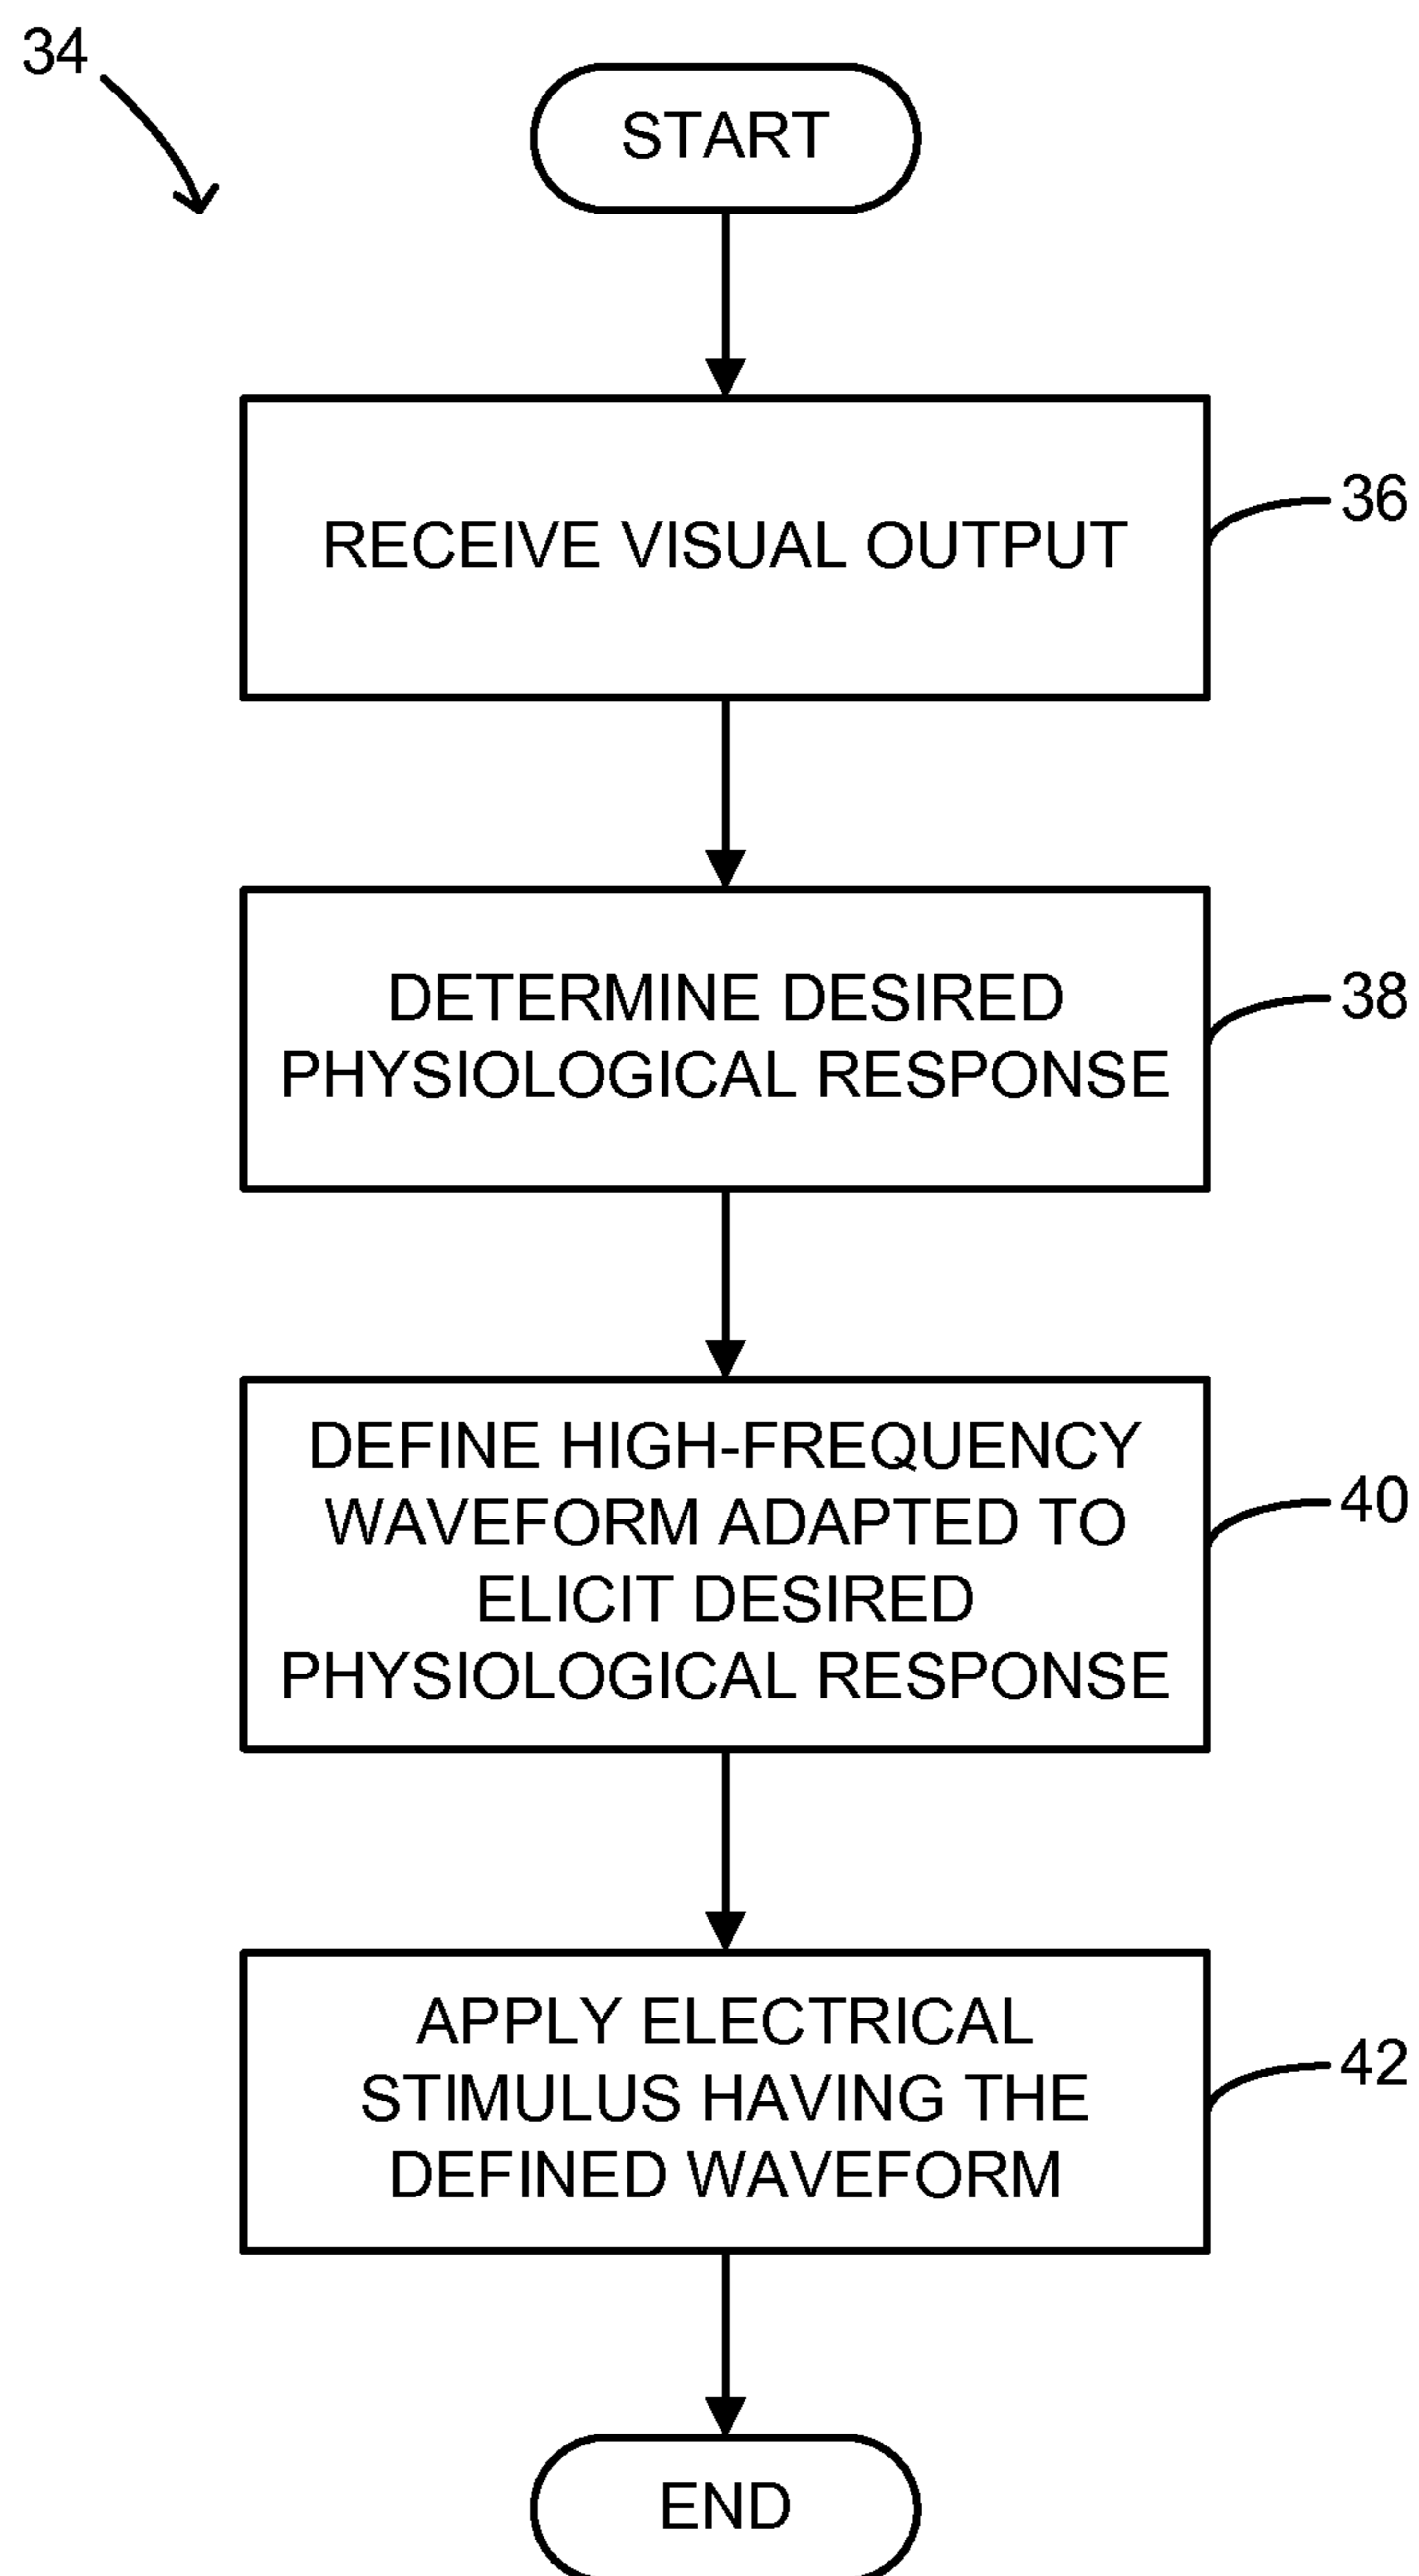 34
START
RECEIVE VISUAL OUTPUT
36
DETERMINE DESIRED
PHYSIOLOGICAL RESPONSE
38
DEFINE HIGH-FREQUENCY
WAVEFORM ADAPTED TO
ELICIT DESIRED
PHYSIOLOGICAL RESPONSE
40
APPLY ELECTRICAL
STIMULUS HAVING THE
DEFINED WAVEFORM
42
END